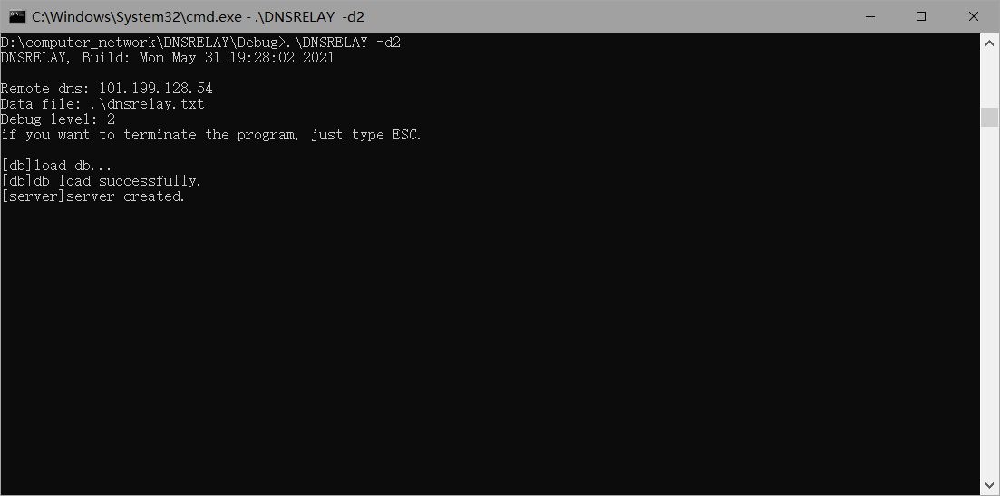 C:\Windows\System32\cmd.exe - .\DNSRELAY  -d2
D:\computer_network\DNSRELAY\Debug>.\DNSRELAY -d2
DNSRELAY, Build: Mon May 31 19:28:02 2021
Remote dns: 101.199.128.54
Data file: .\dnsrelay.txt
Debug level: 2
if you want to terminate the program, just type ESC.
[db]load db...
[db]db load successfully.
[server]server created.